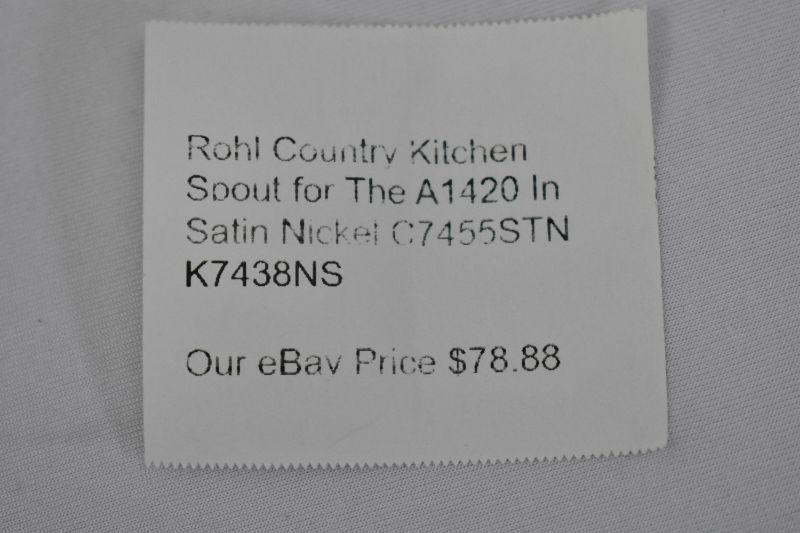 Rohl Country Kitchen
Spout for The A1420 In
Satin Nickel C7455STN
K7438NS
Our eBay Price $78.88